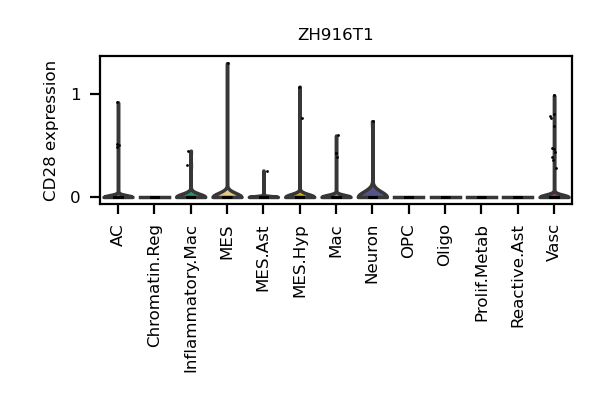 ZH916T1
CD28 expression
1
0
AC
Chromatin.Reg
Inflammatory.Mac
MES
MES.Ast
MES.Hyp
Mac
Neuron
OPC
Oligo
Prolif.Metab
Reactive.Ast
Vasc